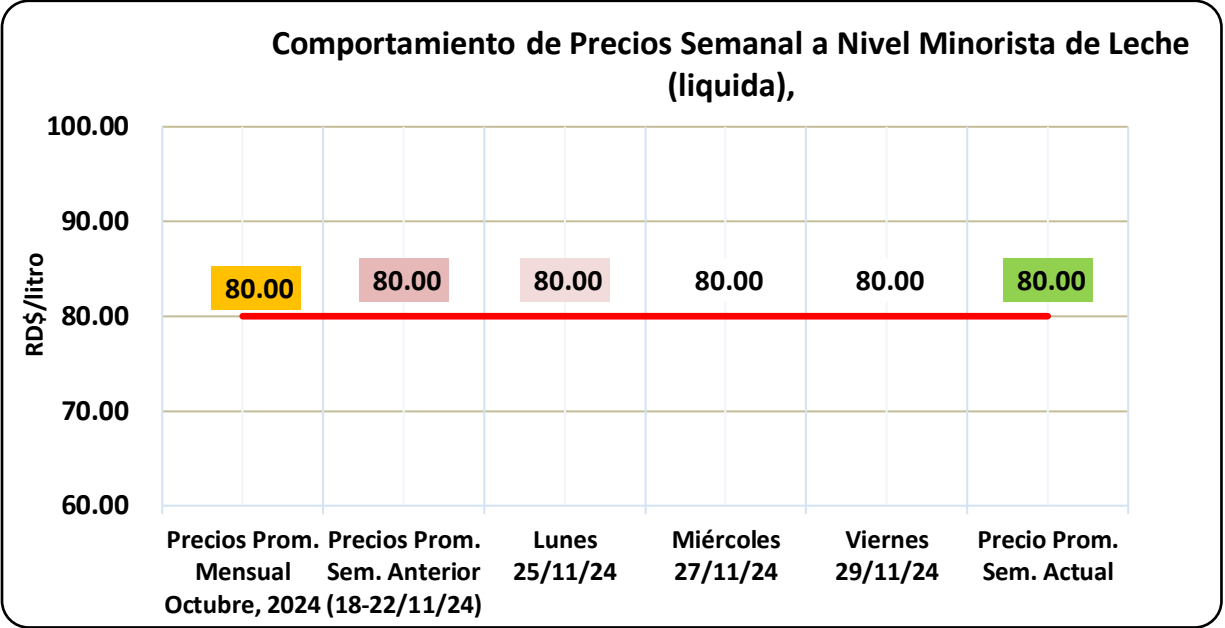 Comportamiento de Precios Semanal a Nivel Minorista de Leche
(liquida),
100.00
90.00
80.00
70.00
60.00
RD$/litro
80.00
80.00
80.00
80.00
80.00
80.00
Precios Prom.
Mensual
Octubre, 2024
Precios Prom.
Sem. Anterior
(18-22/11/24)
Lunes
25/11/24
Miércoles
27/11/24
Viernes
29/11/24
Precio Prom.
Sem. Actual